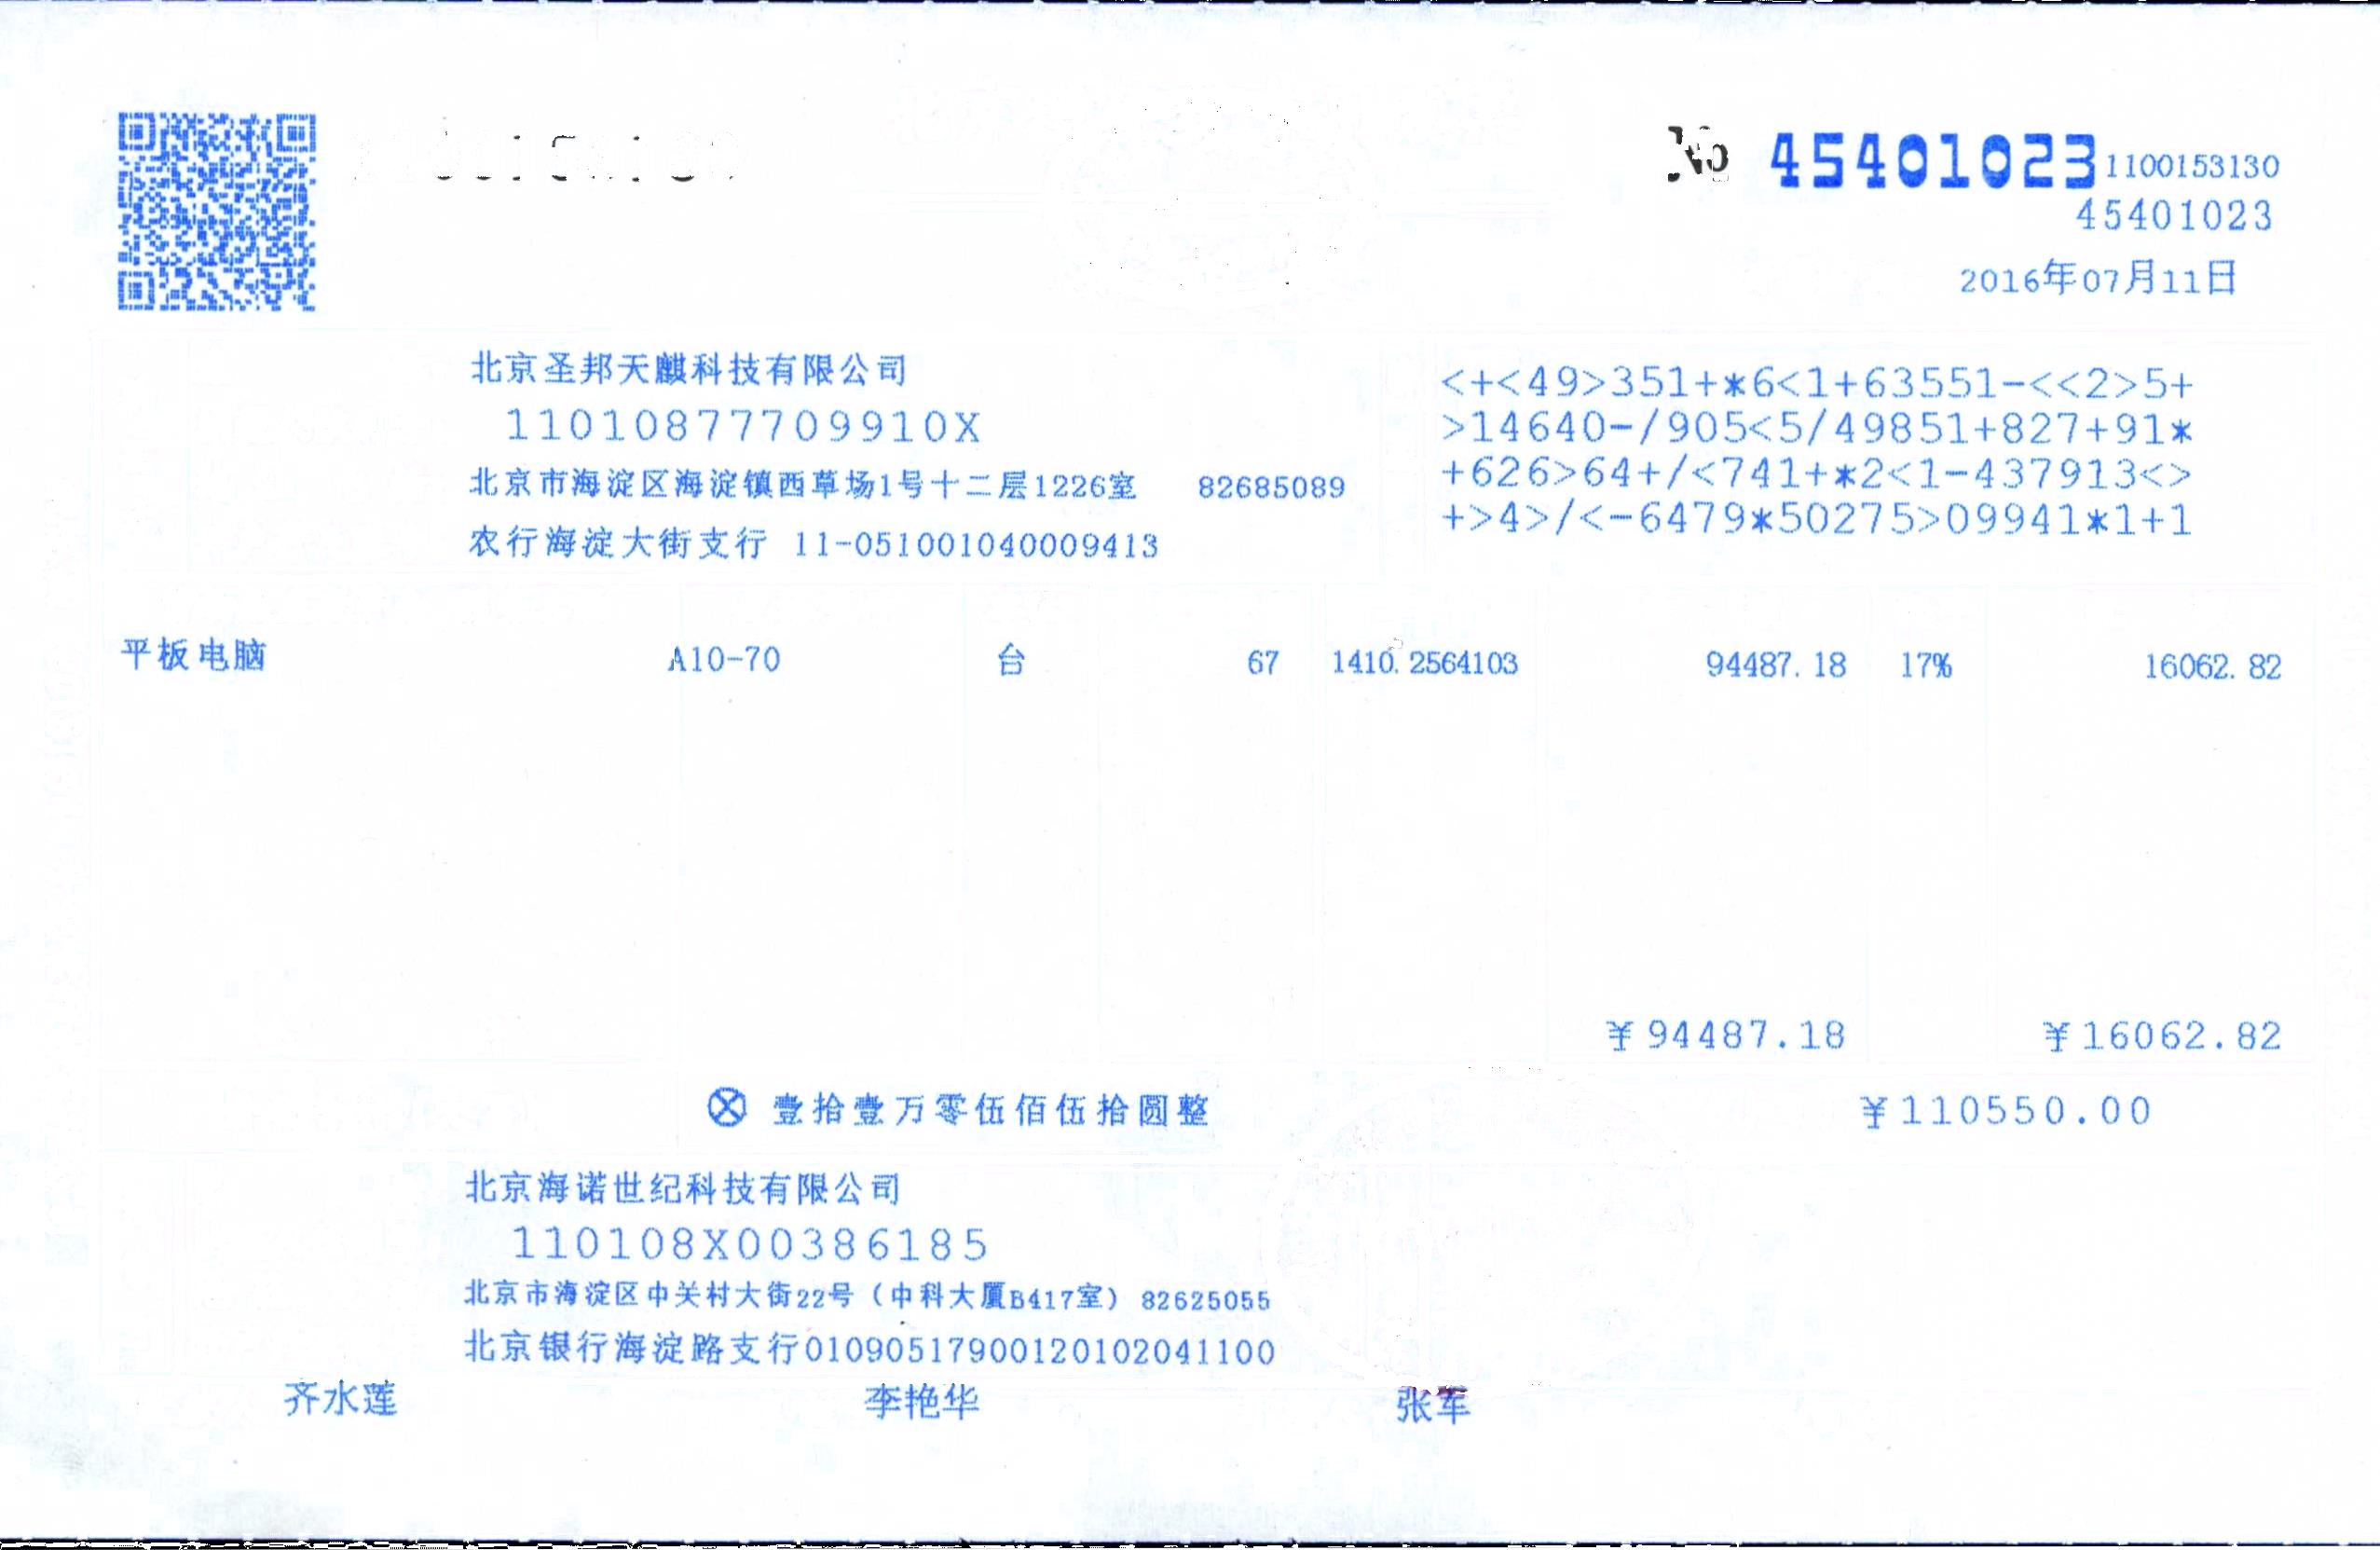 № 45401023 1100153130
45401023
2016年07月11日
北京圣邦天麒科技有限公司
11010877709910X
北京市海淀区海淀镇西草场1号十二层1226室 82685089
农行海淀大街支行 11-051001040009413
<+<49>351+*6<1+63551-<<2>5+
>14640-/905<5/49851+827+91*
+626>64+/<741+*2<1-437913<>
+>4>/<-6479*50275>09941*1+1
平板电脑 A10-70 台 67 1410.2564103 94487.18 17% 16062.82
¥94487.18 ¥16062.82
ⓧ 壹拾壹万零伍佰伍拾圆整 ¥110550.00
北京海诺世纪科技有限公司
110108X00386185
北京市海淀区中关村大街22号（中科大厦B417室）82625055
北京银行海淀路支行01090517900120102041100
齐水莲 李艳华 张军